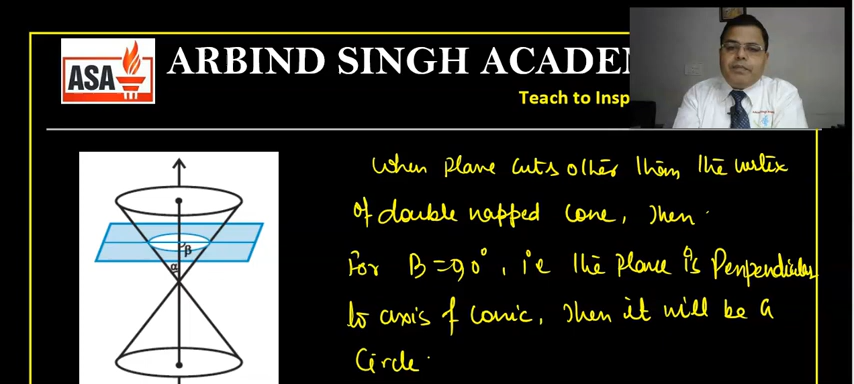 ASA
ARBIND SINGH ACADE
Teach to Insp
When plane cuts other than the vertex
of double napped cone, then
α β
For B = 90°, i.e the plane is perpendicular
to axis of conic, then it will be a
Circle.